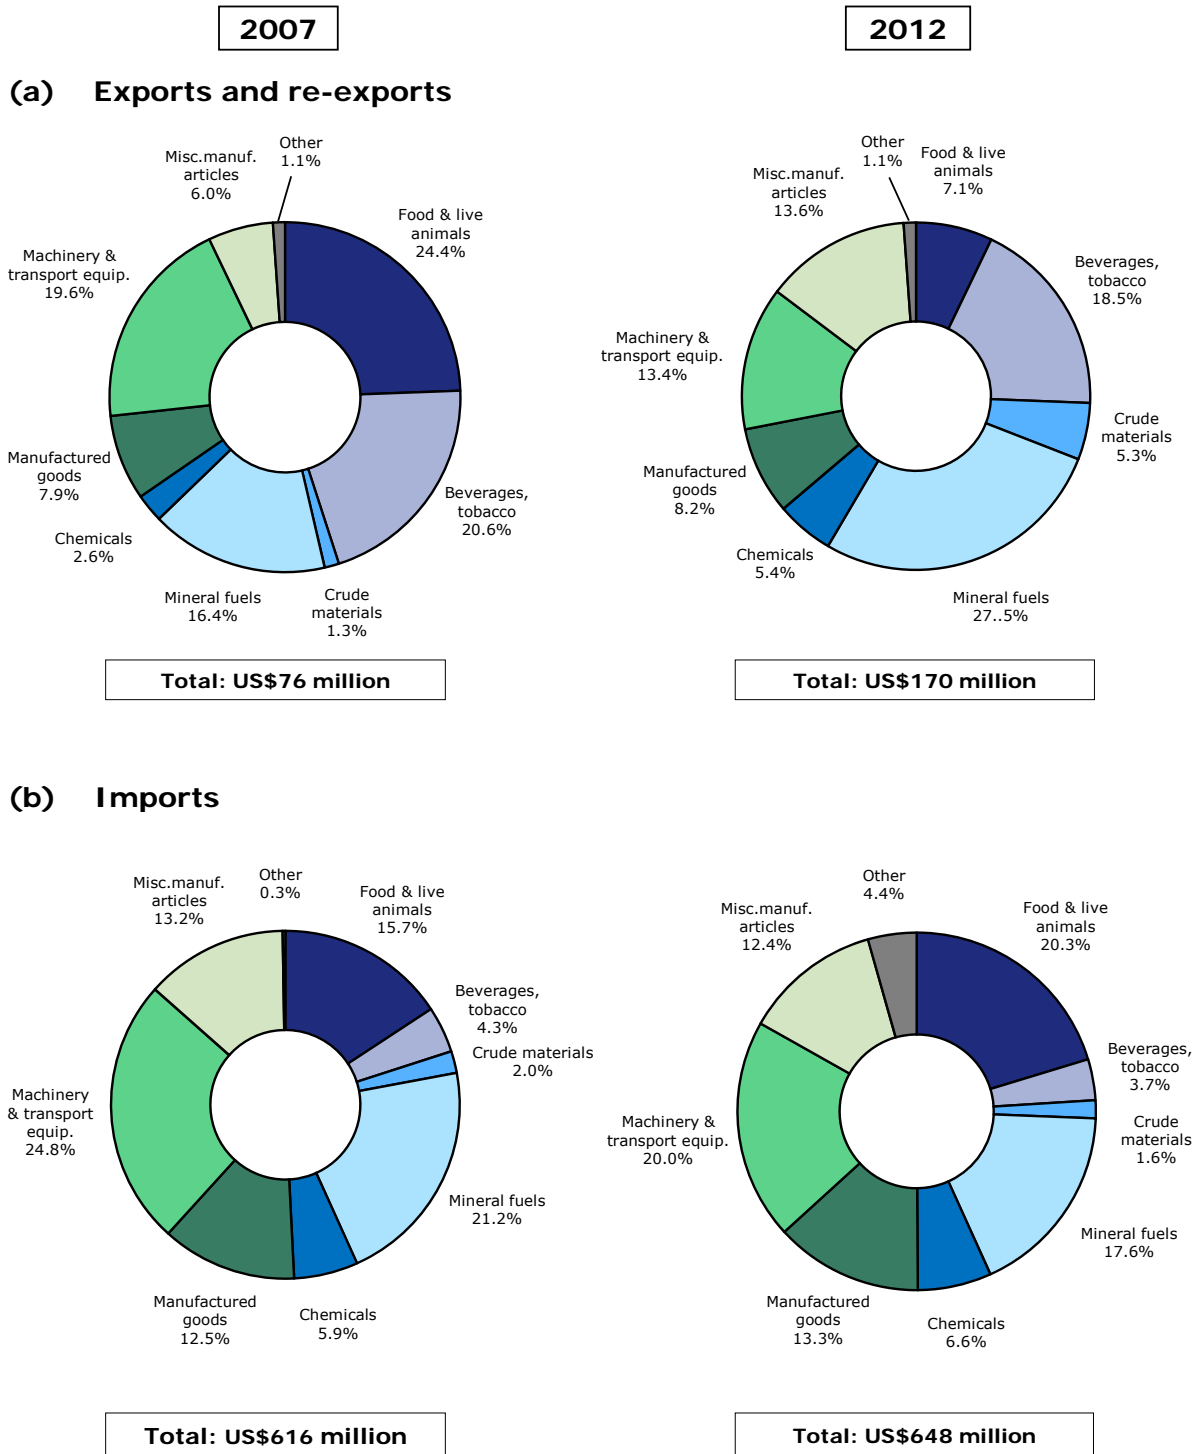 2007
2012
(a) Exports and re-exports
Other
1.1%
Misc.manuf.
articles
6.0%
Food & live
animals
24.4%
Machinery &
transport equip.
19.6%
Manufactured
goods
7.9%
Beverages,
tobacco
20.6%
Chemicals
2.6%
Mineral fuels
16.4%
Crude
materials
1.3%
Total: US$76 million
Other
1.1%
Food & live
animals
7.1%
Misc.manuf.
articles
13.6%
Beverages,
tobacco
18.5%
Machinery &
transport equip.
13.4%
Crude
materials
5.3%
Manufactured
goods
8.2%
Chemicals
5.4%
Mineral fuels
27..5%
Total: US$170 million
(b) Imports
Other
0.3%
Misc.manuf.
articles
13.2%
Food & live
animals
15.7%
Beverages,
tobacco
4.3%
Crude materials
2.0%
Machinery
& transport
equip.
24.8%
Mineral fuels
21.2%
Manufactured
goods
12.5%
Chemicals
5.9%
Total: US$616 million
Other
4.4%
Misc.manuf.
articles
12.4%
Food & live
animals
20.3%
Beverages,
tobacco
3.7%
Machinery &
transport equip.
20.0%
Crude
materials
1.6%
Mineral fuels
17.6%
Manufactured
goods
13.3%
Chemicals
6.6%
Total: US$648 million